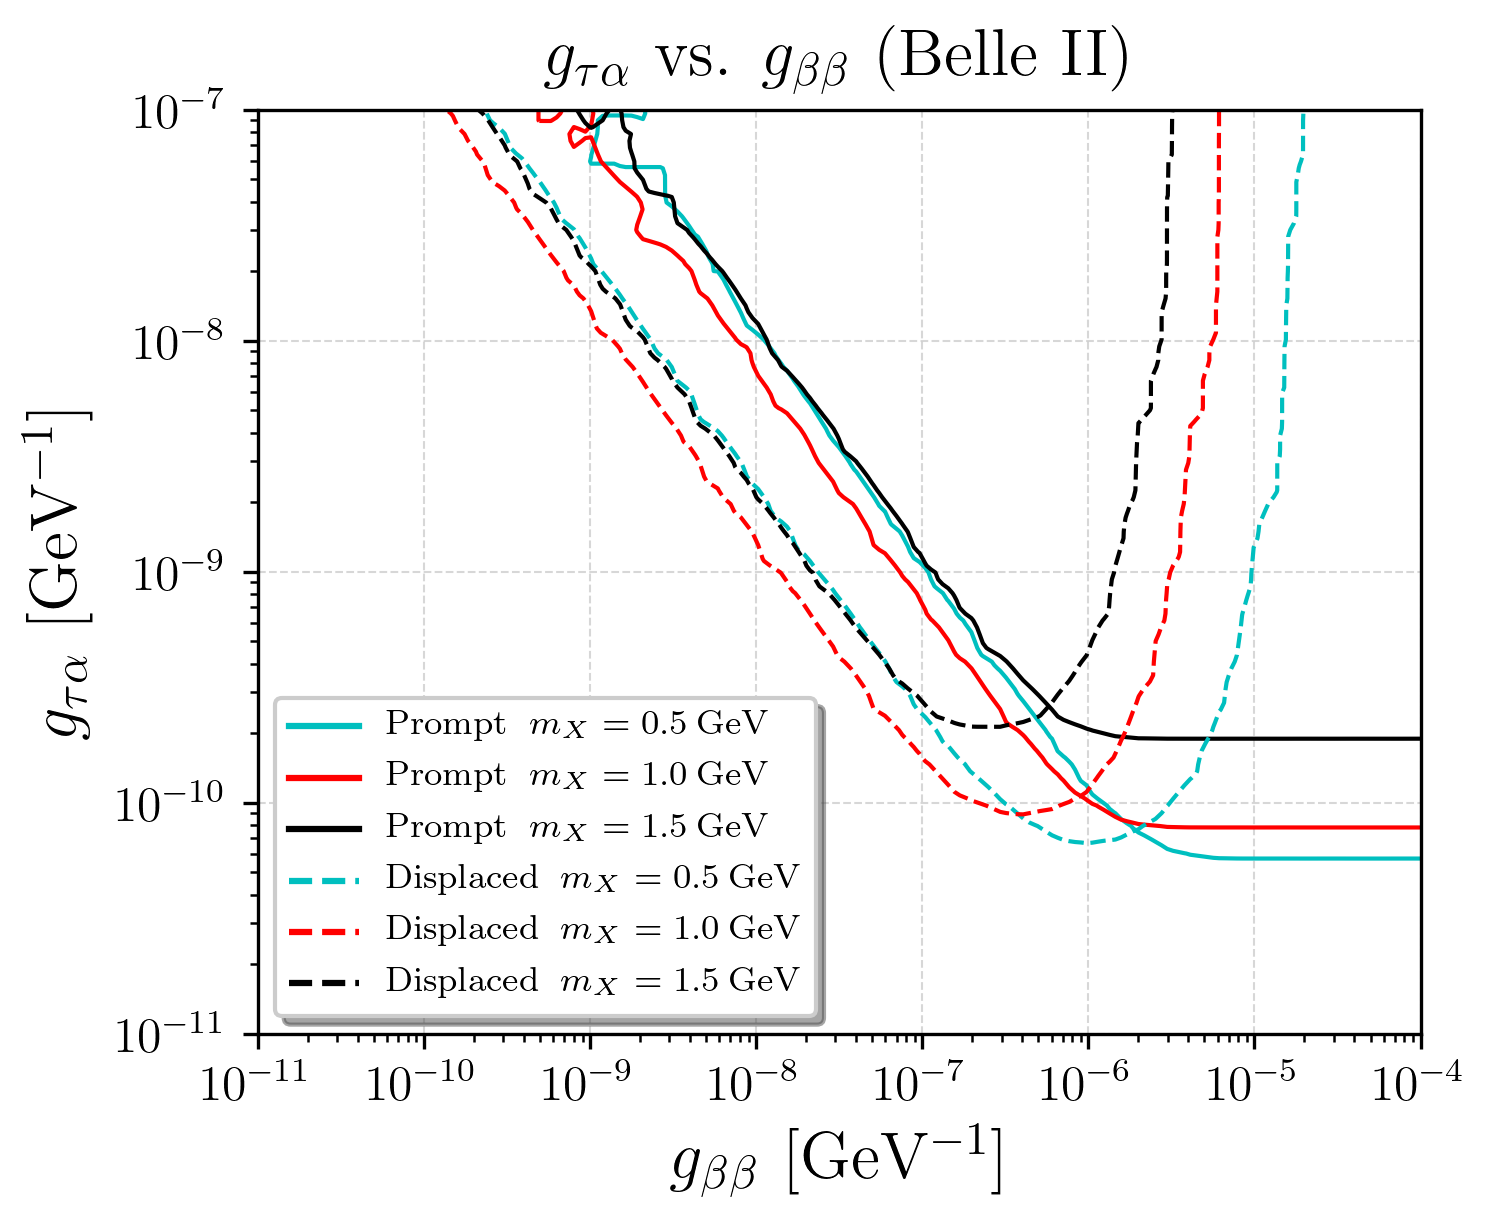 g_{τα} vs. g_{ββ} (Belle II)
g_{τα} [GeV^{−1}]
10^{−7}
10^{−8}
10^{−9}
10^{−10}
10^{−11}
Prompt m_X = 0.5 GeV
Prompt m_X = 1.0 GeV
Prompt m_X = 1.5 GeV
Displaced m_X = 0.5 GeV
Displaced m_X = 1.0 GeV
Displaced m_X = 1.5 GeV
10^{−11} 10^{−10} 10^{−9} 10^{−8} 10^{−7} 10^{−6} 10^{−5} 10^{−4}
g_{ββ} [GeV^{−1}]